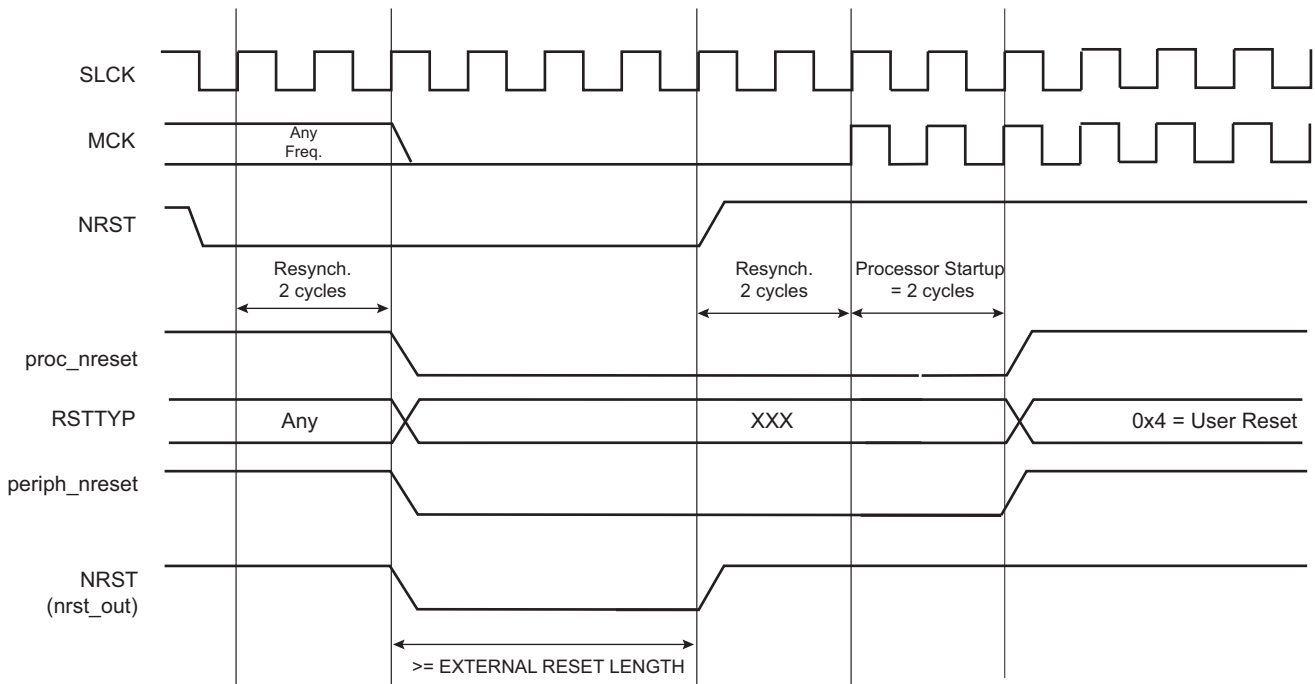 SLCK
MCK
Any
Freq.
NRST
Resynch.
2 cycles
Resynch.
2 cycles
Processor Startup
= 2 cycles
proc_nreset
RSTTYP
Any
XXX
0x4 = User Reset
periph_nreset
NRST
(nrst_out)
>= EXTERNAL RESET LENGTH